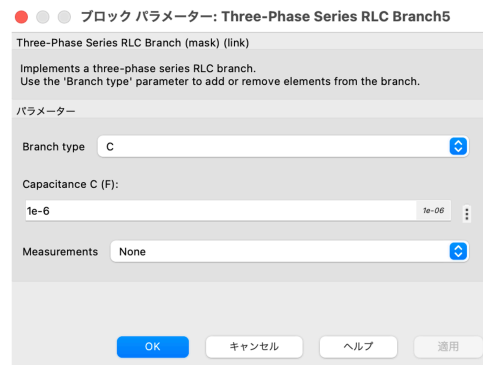 ブロック パラメーター: Three-Phase Series RLC Branch5
Three-Phase Series RLC Branch (mask) (link)
Implements a three-phase series RLC branch.
Use the 'Branch type' parameter to add or remove elements from the branch.
パラメーター
Branch type C
Capacitance C (F):
1e-6 1e-06
Measurements None
OK キャンセル ヘルプ 適用